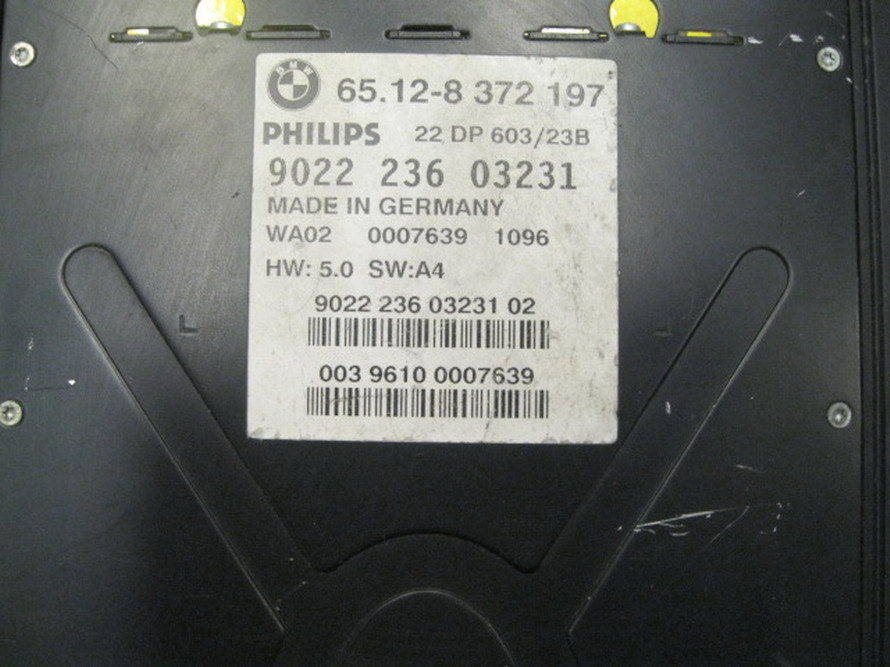 BMW
65.12-8 372 197
PHILIPS 22 DP 603/23B
9022 236 03231
MADE IN GERMANY
WA02 0007639 1096
HW: 5.0 SW:A4
9022 236 03231 02
003 9610 0007639